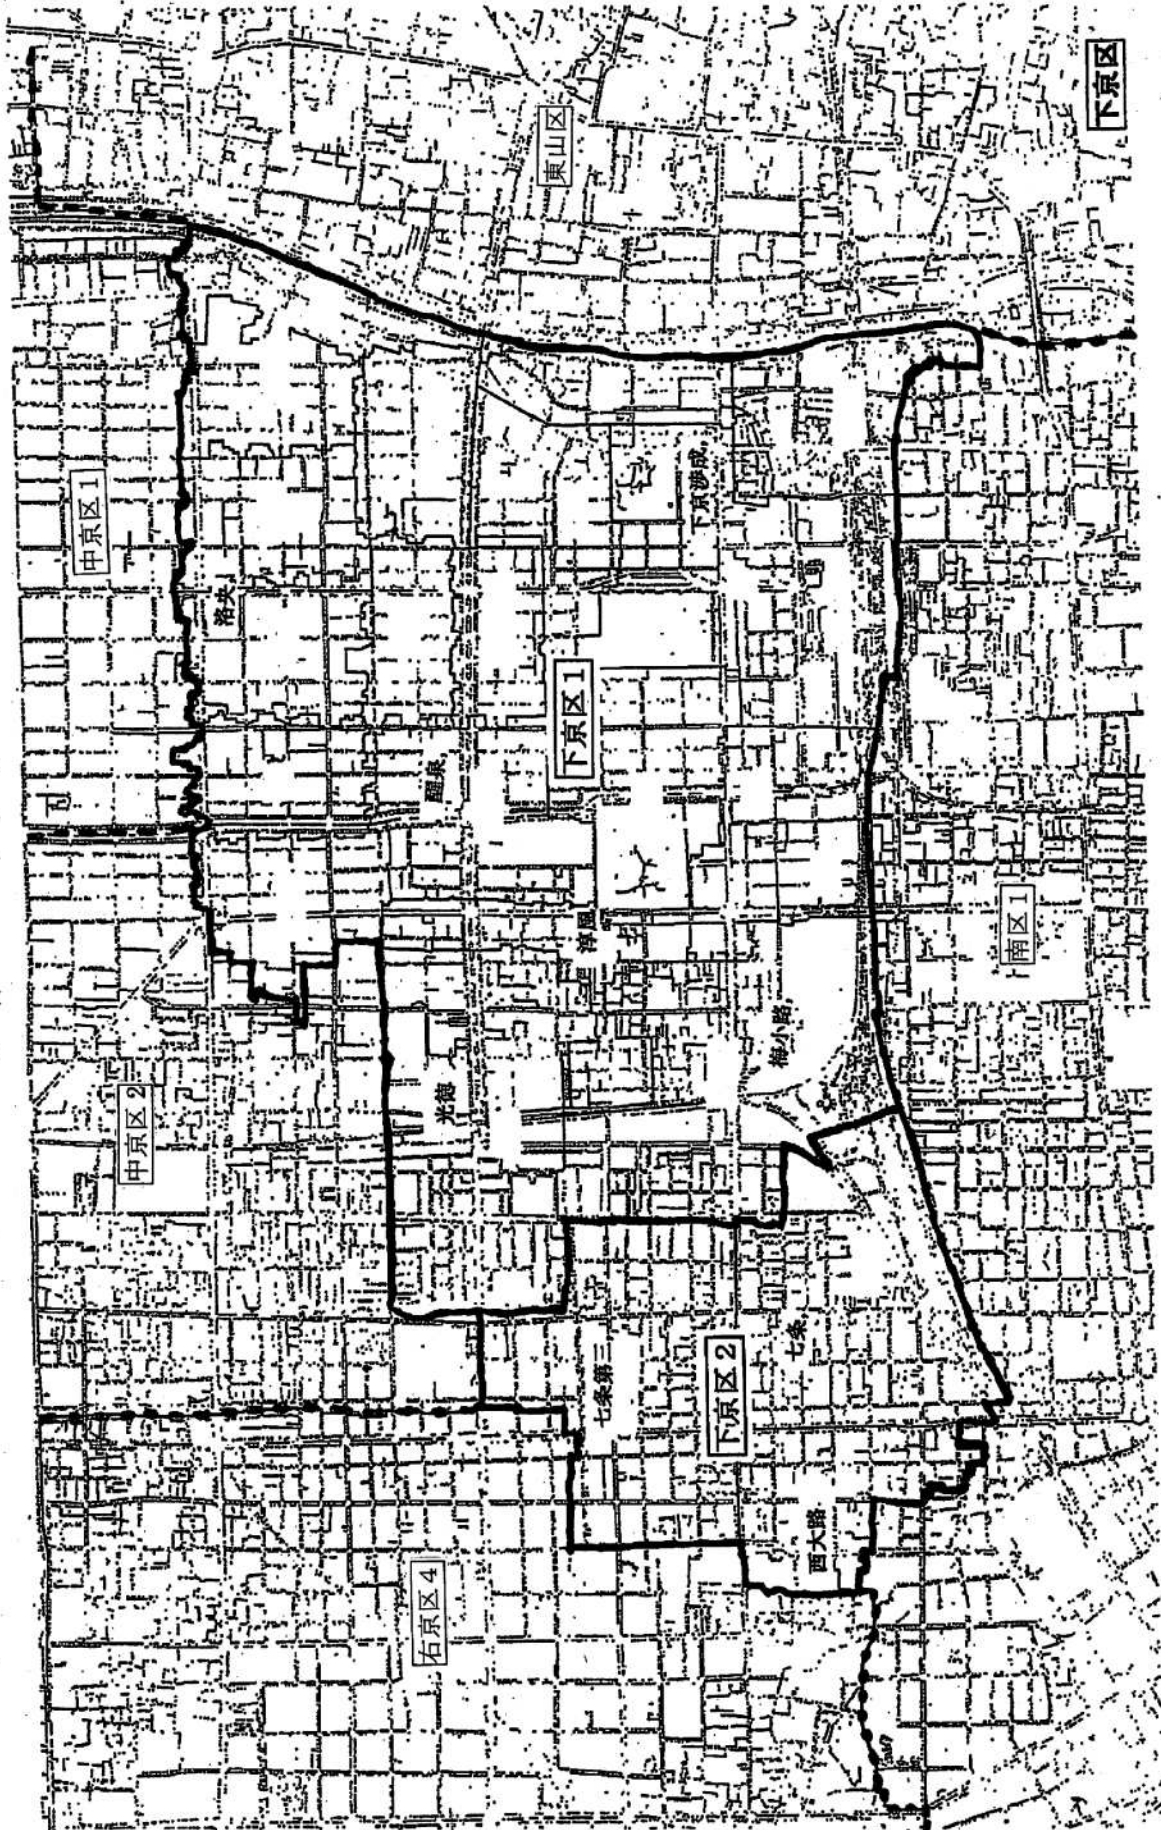 下京区
東山区
中京区1
洛央
下京渉成
下京区1
醒泉
淳風
南区1
梅小路
光徳
中京区2
七条第三
七条
下京区2
西大路
右京区4